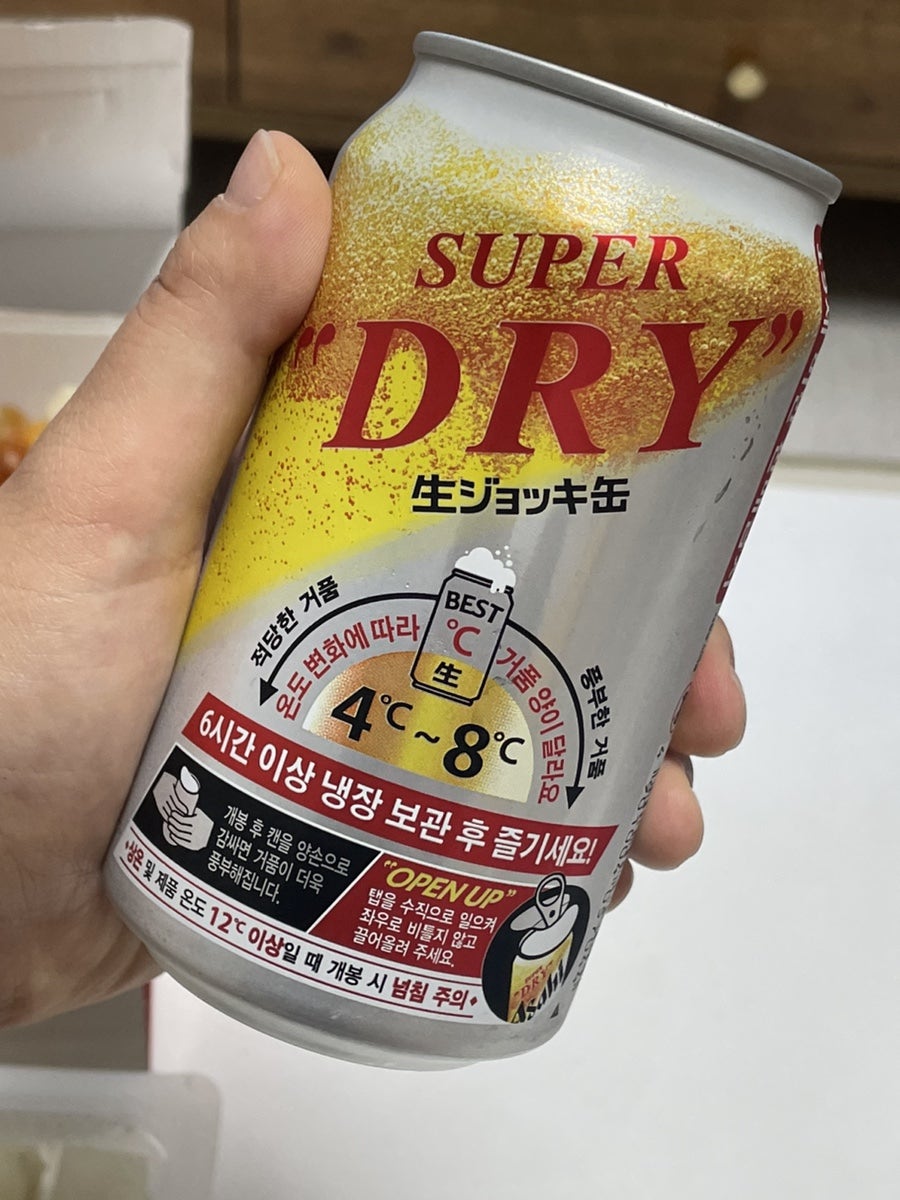 SUPER
"DRY"
生ジョッキ缶
BEST
℃
生
적당한 거품
온도 변화에 따라
거품 양이 달라요
풍부한 거품
4℃~8℃
6시간 이상 냉장 보관 후 즐기세요!
개봉 후 캔을 양손으로
감싸면 거품이 더욱
풍부해집니다.
"OPEN UP"
탭을 수직으로 일으켜
좌우로 비틀지 않고
끌어올려 주세요.
"DRY"
Asahi
•상온 및 제품 온도 12℃ 이상일 때 개봉 시 넘침 주의•